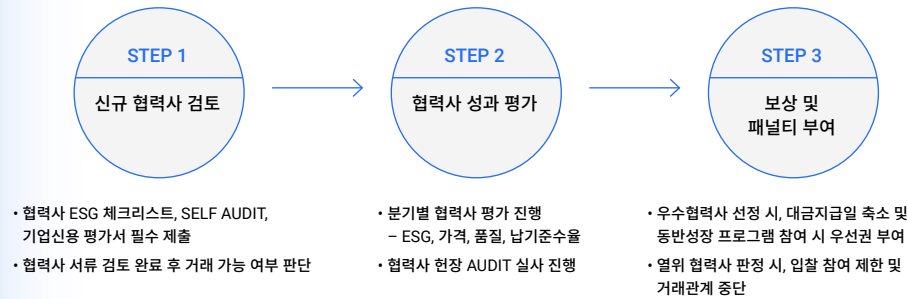 STEP 1
신규 협력사 검토
• 협력사 ESG 체크리스트, SELF AUDIT,
기업신용 평가서 필수 제출
• 협력사 서류 검토 완료 후 거래 가능 여부 판단
STEP 2
협력사 성과 평가
• 분기별 협력사 평가 진행
– ESG, 가격, 품질, 납기준수율
• 협력사 헌장 AUDIT 실사 진행
STEP 3
보상 및
패널티 부여
• 우수협력사 선정 시, 대금지급일 축소 및
동반성장 프로그램 참여 시 우선권 부여
• 열위 협력사 판정 시, 입찰 참여 제한 및
거래관계 중단